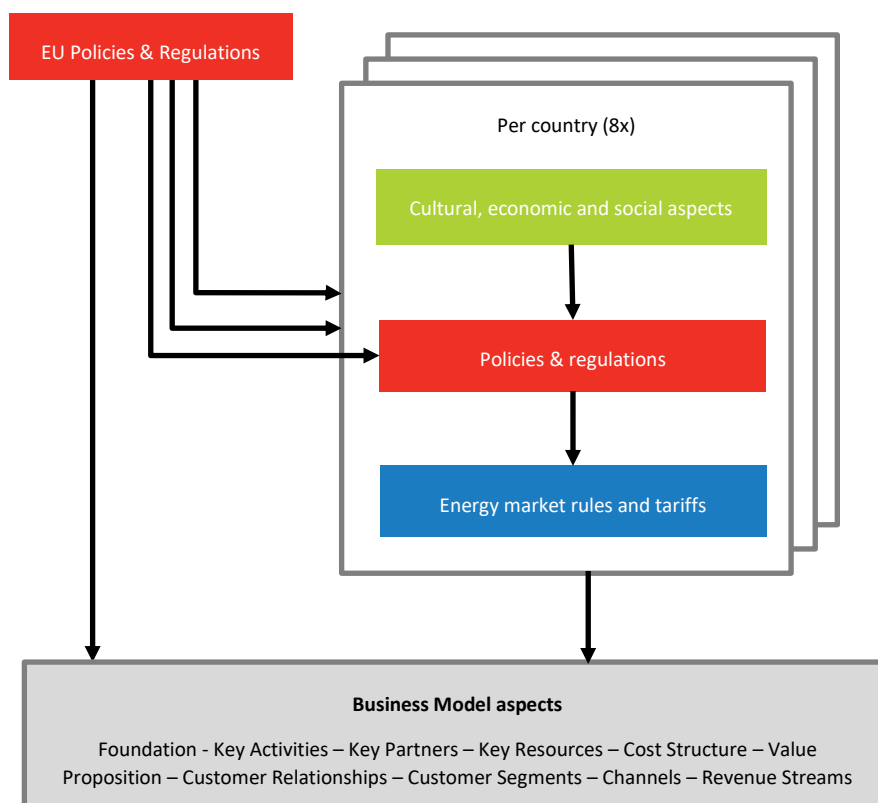 EU Policies & Regulations
Per country (8x)
Cultural, economic and social aspects
Policies & regulations
Energy market rules and tariffs
Business Model aspects
Foundation - Key Activities – Key Partners – Key Resources – Cost Structure – Value
Proposition – Customer Relationships – Customer Segments – Channels – Revenue Streams